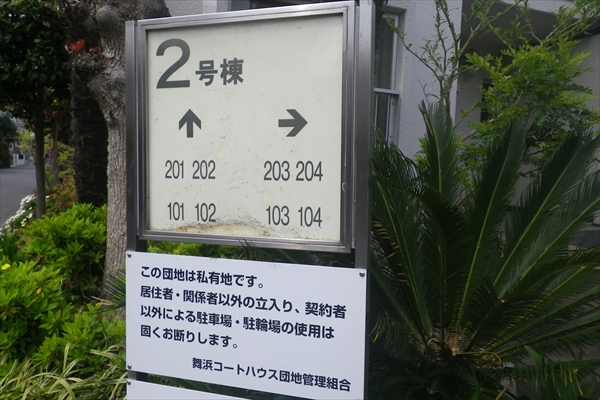 2号棟
↑ →
201 202 203 204
101 102 103 104
この団地は私有地です。
居住者・関係者以外の立入り、契約者
以外による駐車場・駐輪場の使用は
固くお断りします。
舞浜コートハウス団地管理組合